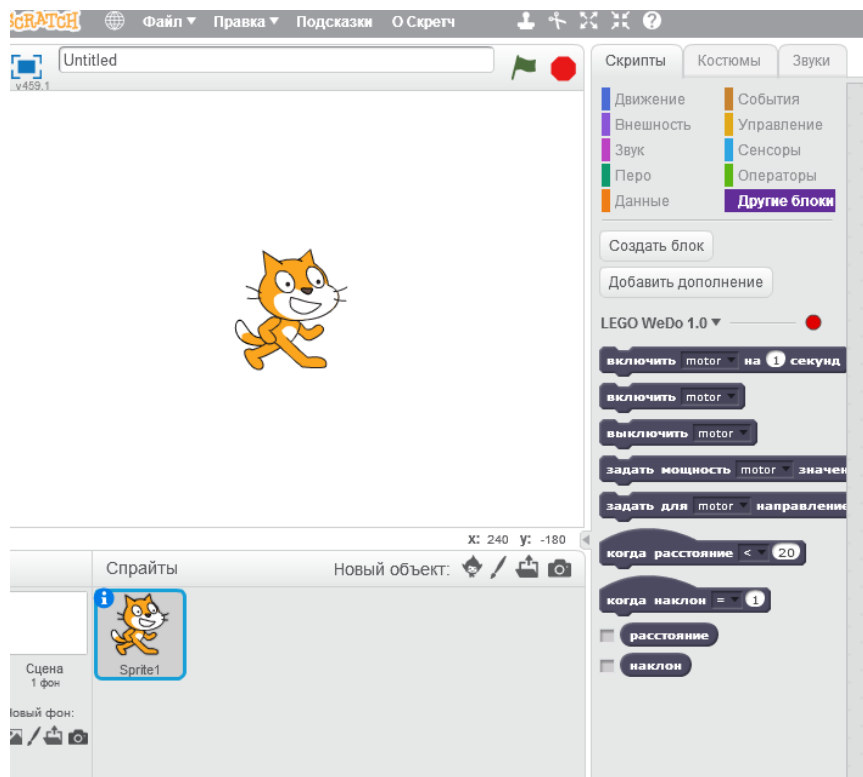 SCRATCH Файл Правка Подсказки О Скретч
v459.1
Untitled
Скрипты Костюмы Звуки
Движение События
Внешность Управление
Звук Сенсоры
Перо Операторы
Данные Другие блоки
Создать блок
Добавить дополнение
LEGO WeDo 1.0
включить motor на 1 секунд
включить motor
выключить motor
задать мощность motor значен
задать для motor направление
когда расстояние < 20
когда наклон = 1
расстояние
наклон
x: 240 y: -180
Спрайты Новый объект:
Sprite1
Сцена
1 фон
Новый фон: